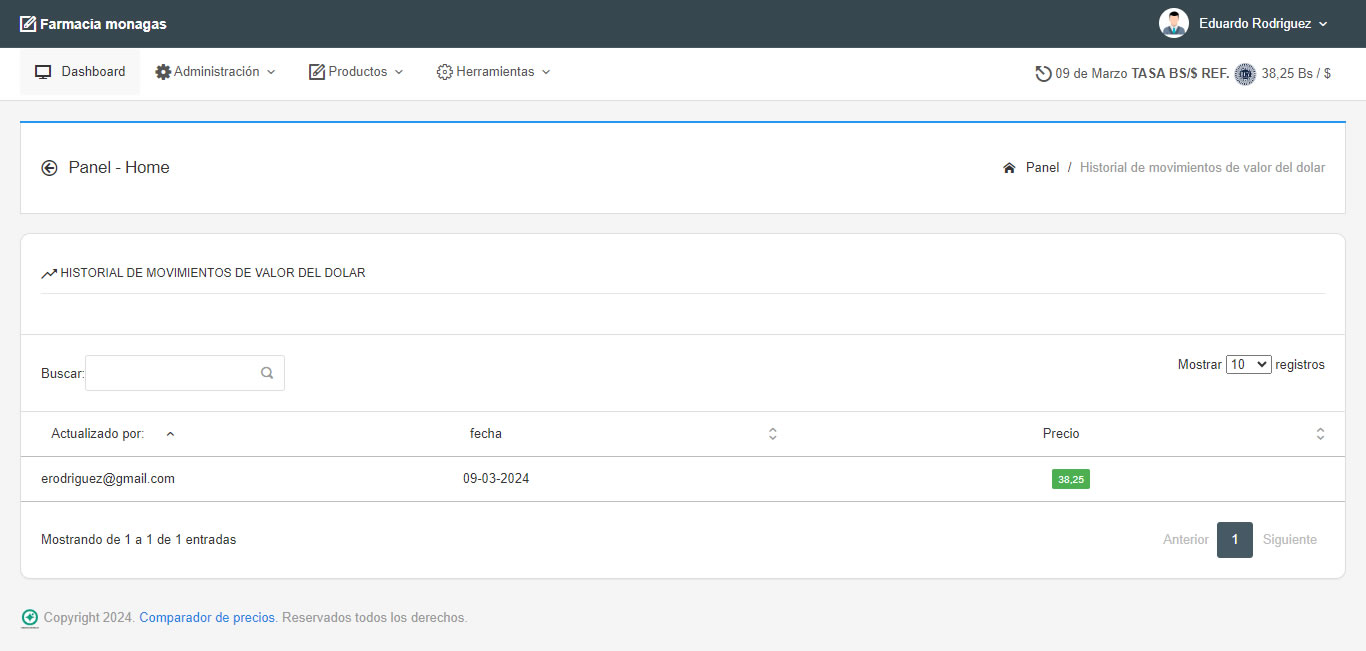 Farmacia monagas
Eduardo Rodriguez
Dashboard Administración Productos Herramientas
09 de Marzo TASA BS/$ REF. 38,25 Bs / $
Panel - Home
Panel / Historial de movimientos de valor del dolar
HISTORIAL DE MOVIMIENTOS DE VALOR DEL DOLAR
Buscar:
Mostrar 10 registros
Actualizado por: fecha Precio
erodriguez@gmail.com 09-03-2024 38,25
Mostrando de 1 a 1 de 1 entradas
Anterior 1 Siguiente
Copyright 2024. Comparador de precios. Reservados todos los derechos.